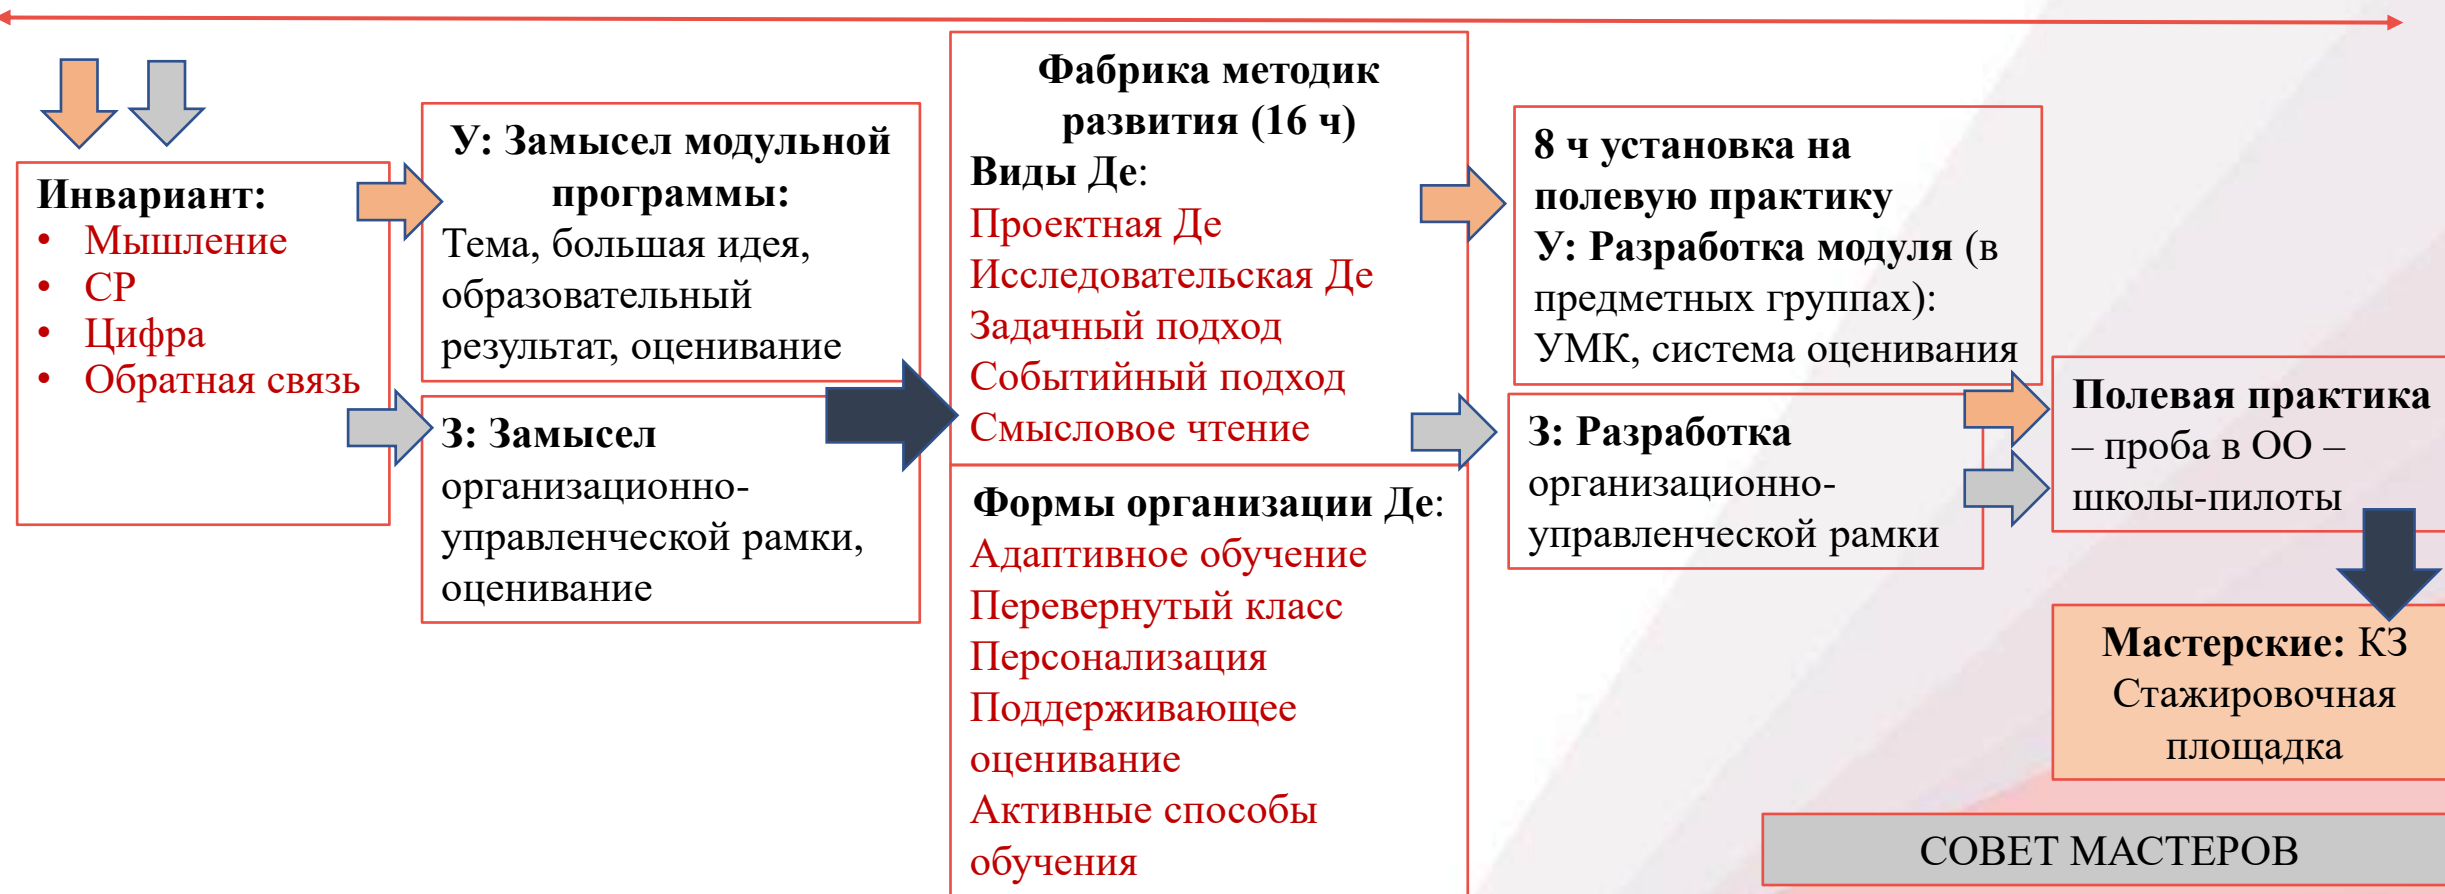 Инвариант:
• Мышление
• СР
• Цифра
• Обратная связь
У: Замысел модульной
программы:
Тема, большая идея,
образовательный
результат, оценивание
З: Замысел
организационно-
управленческой рамки,
оценивание
Фабрика методик
развития (16 ч)
Виды Де:
Проектная Де
Исследовательская Де
Задачный подход
Событийный подход
Смысловое чтение
Формы организации Де:
Адаптивное обучение
Перевернутый класс
Персонализация
Поддерживающее
оценивание
Активные способы
обучения
8 ч установка на
полевую практику
У: Разработка модуля (в
предметных группах):
УМК, система оценивания
З: Разработка
организационно-
управленческой рамки
Полевая практика
– проба в ОО –
школы-пилоты
Мастерские: КЗ
Стажировочная
площадка
СОВЕТ МАСТЕРОВ